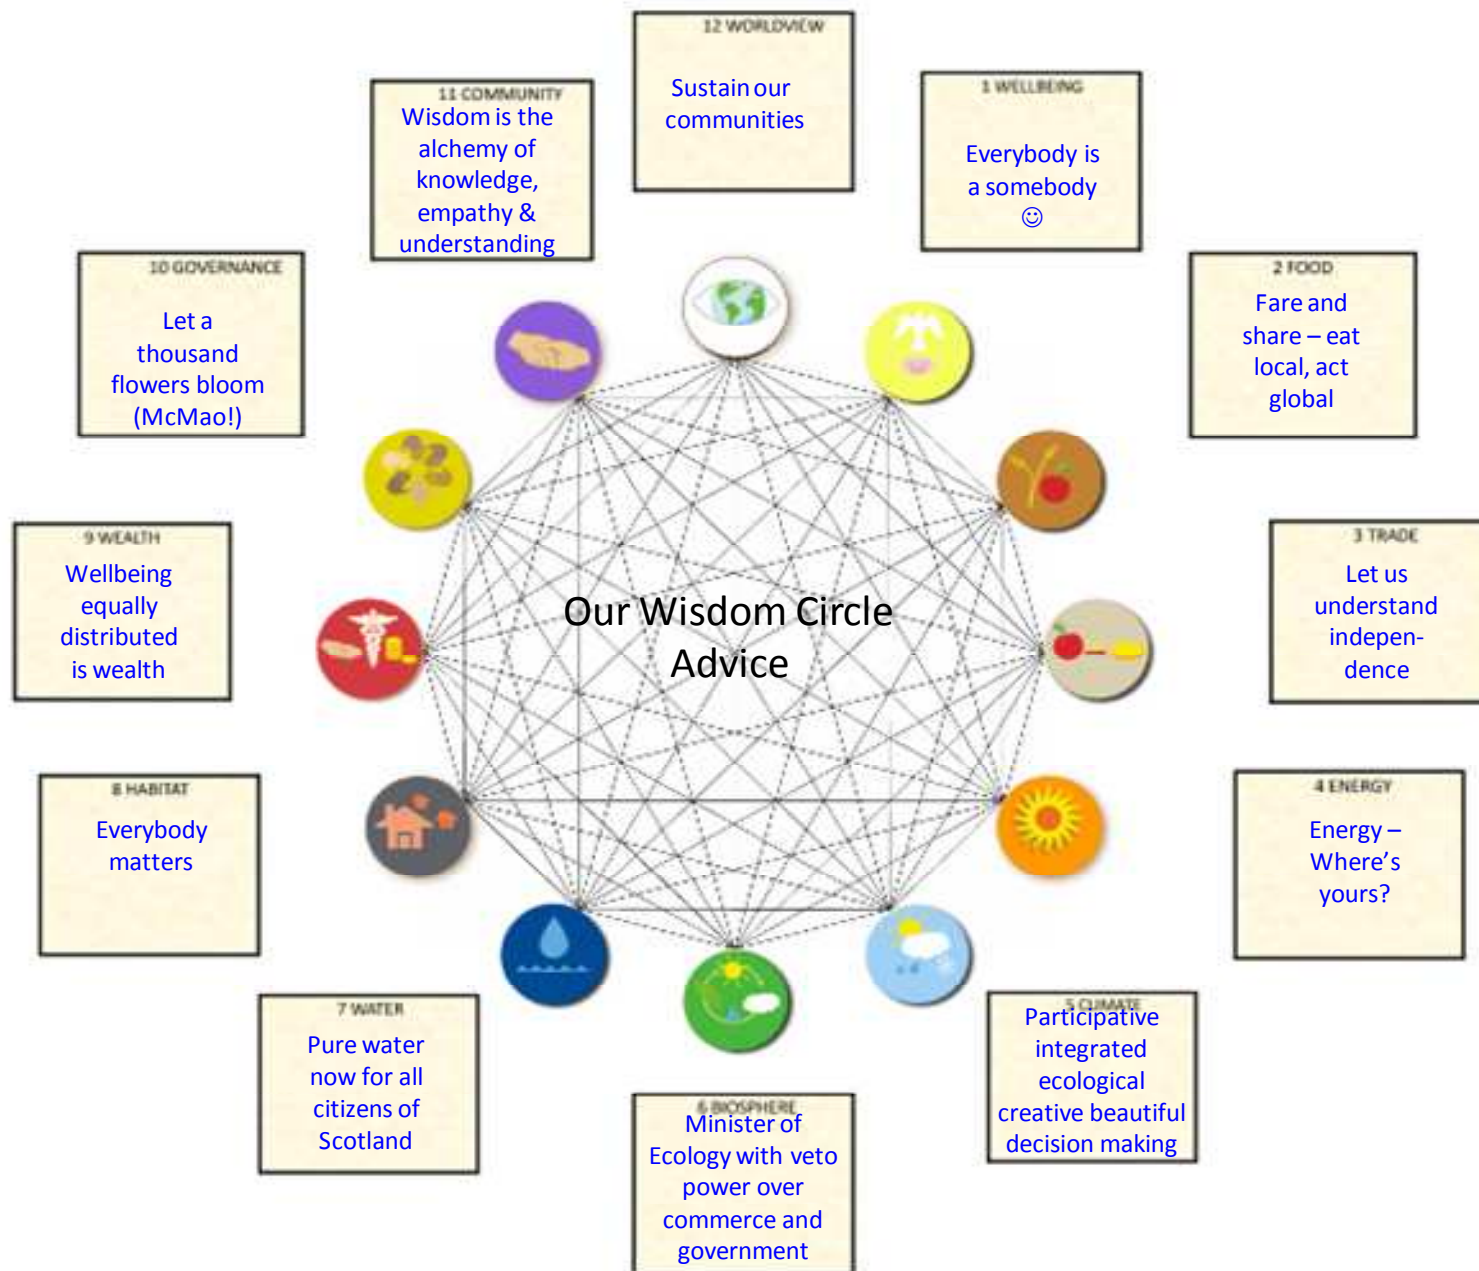 12 WORLDVIEW
Sustain our
communities
1 WELLBEING
Everybody is
a somebody
☺
2 FOOD
Fare and
share – eat
local, act
global
3 TRADE
Let us
understand
indepen-
dence
4 ENERGY
Energy –
Where's
yours?
5 CLIMATE
Participative
integrated
ecological
creative beautiful
decision making
6 BIOSPHERE
Minister of
Ecology with veto
power over
commerce and
government
7 WATER
Pure water
now for all
citizens of
Scotland
8 HABITAT
Everybody
matters
9 WEALTH
Wellbeing
equally
distributed
is wealth
10 GOVERNANCE
Let a
thousand
flowers bloom
(McMao!)
11 COMMUNITY
Wisdom is the
alchemy of
knowledge,
empathy &
understanding
Our Wisdom Circle
Advice